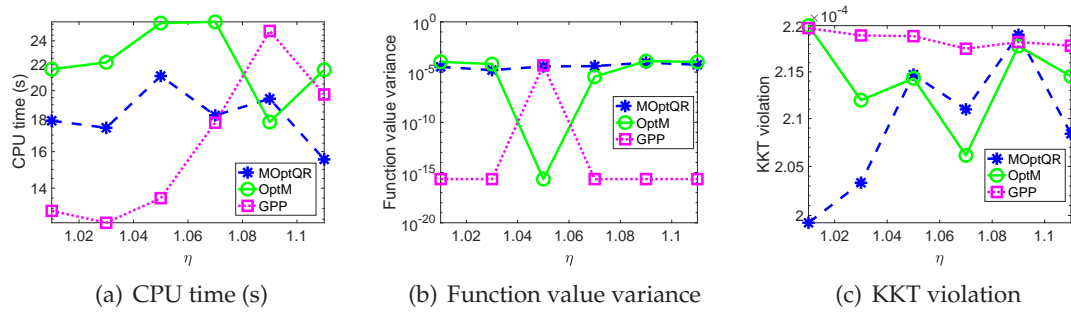 CPU time (s)
24
22
20
18
16
14
1.02 1.04 1.06 1.08 1.1
η
MOptQR
OptM
GPP
(a) CPU time (s)
Function value variance
10^0
10^-5
10^-10
10^-15
10^-20
1.02 1.04 1.06 1.08 1.1
η
MOptQR
OptM
GPP
(b) Function value variance
KKT violation
×10^-4
2.2
2.15
2.1
2.05
2
1.02 1.04 1.06 1.08 1.1
η
MOptQR
OptM
GPP
(c) KKT violation